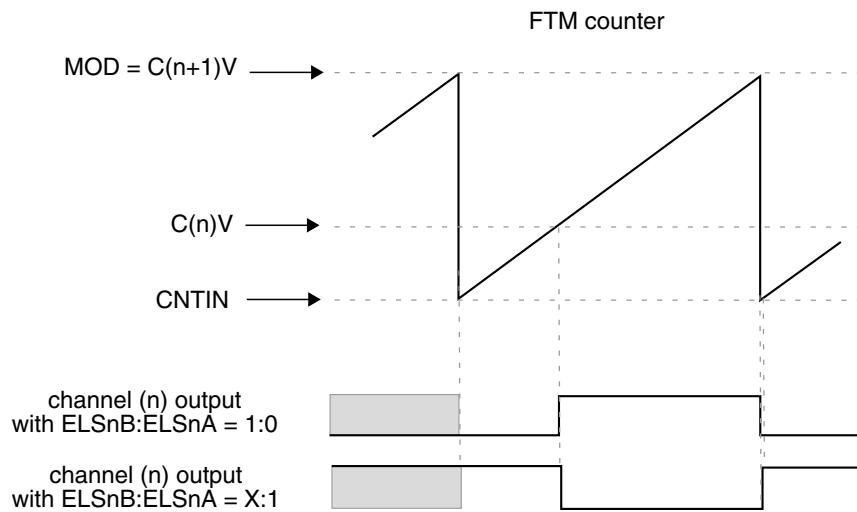 FTM counter
MOD = C(n+1)V
C(n)V
CNTIN
channel (n) output
with ELSnB:ELSnA = 1:0
channel (n) output
with ELSnB:ELSnA = X:1